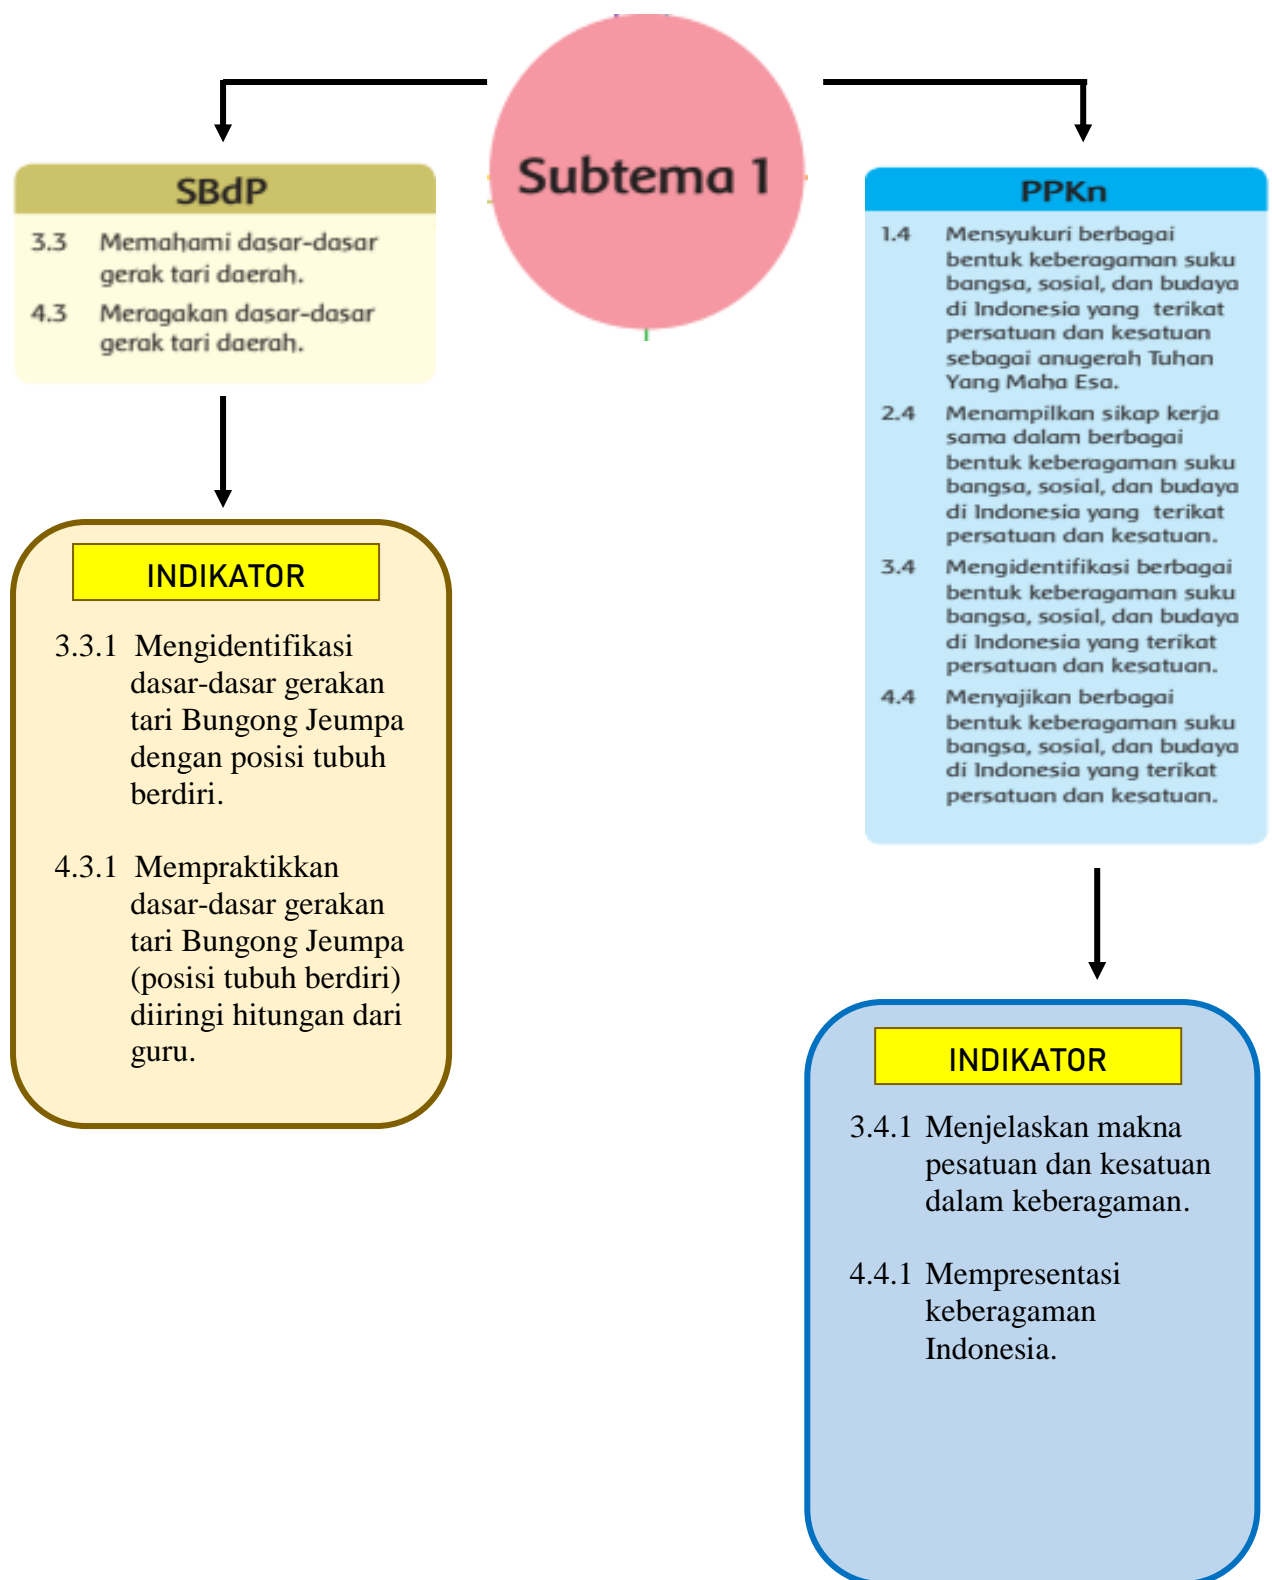 Subtema 1
SBdP
3.3 Memahami dasar-dasar
gerak tari daerah.
4.3 Meragakan dasar-dasar
gerak tari daerah.
INDIKATOR
3.3.1 Mengidentifikasi
dasar-dasar gerakan
tari Bungong Jeumpa
dengan posisi tubuh
berdiri.
4.3.1 Mempraktikkan
dasar-dasar gerakan
tari Bungong Jeumpa
(posisi tubuh berdiri)
diiringi hitungan dari
guru.
PPKn
1.4 Mensyukuri berbagai
bentuk keberagaman suku
bangsa, sosial, dan budaya
di Indonesia yang terikat
persatuan dan kesatuan
sebagai anugerah Tuhan
Yang Maha Esa.
2.4 Menampilkan sikap kerja
sama dalam berbagai
bentuk keberagaman suku
bangsa, sosial, dan budaya
di Indonesia yang terikat
persatuan dan kesatuan.
3.4 Mengidentifikasi berbagai
bentuk keberagaman suku
bangsa, sosial, dan budaya
di Indonesia yang terikat
persatuan dan kesatuan.
4.4 Menyajikan berbagai
bentuk keberagaman suku
bangsa, sosial, dan budaya
di Indonesia yang terikat
persatuan dan kesatuan.
INDIKATOR
3.4.1 Menjelaskan makna
pesatuan dan kesatuan
dalam keberagaman.
4.4.1 Mempresentasi
keberagaman
Indonesia.